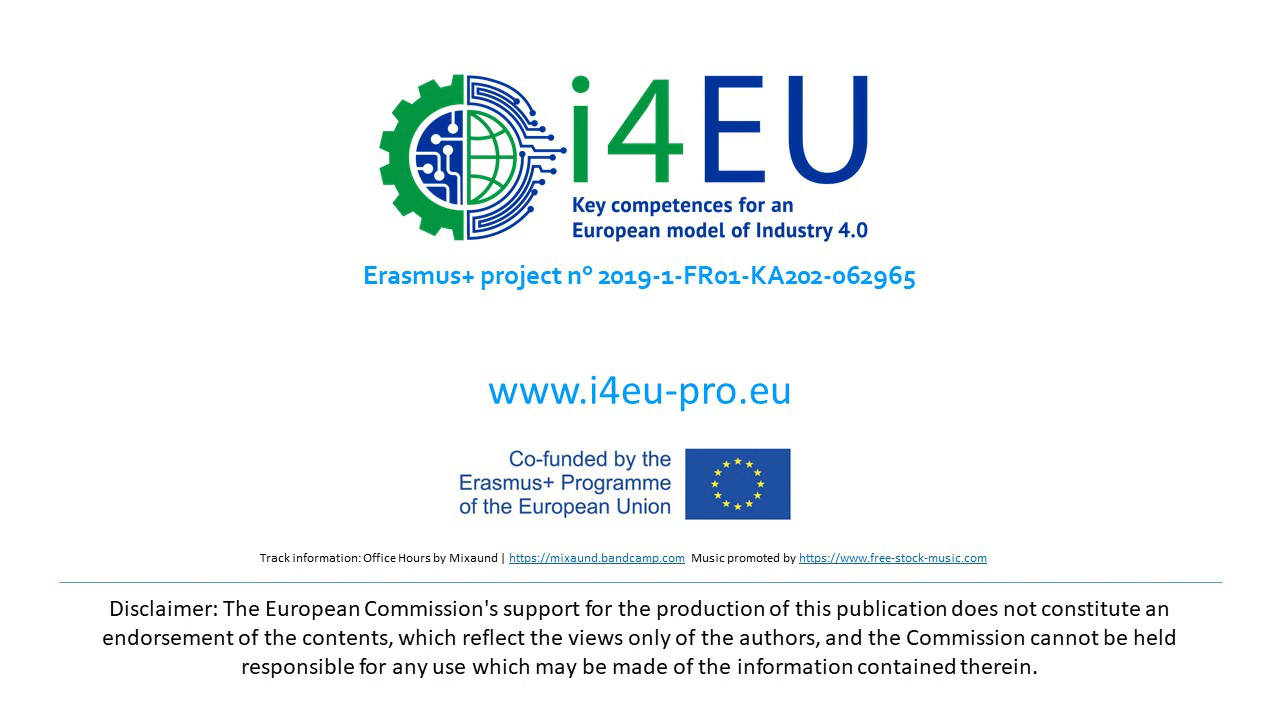 i4EU
Key competences for an
European model of Industry 4.0
Erasmus+ project n° 2019-1-FR01-KA202-062965
www.i4eu-pro.eu
Co-funded by the
Erasmus+ Programme
of the European Union
Track information: Office Hours by Mixaund | https://mixaund.bandcamp.com Music promoted by https://www.free-stock-music.com
Disclaimer: The European Commission's support for the production of this publication does not constitute an
endorsement of the contents, which reflect the views only of the authors, and the Commission cannot be held
responsible for any use which may be made of the information contained therein.